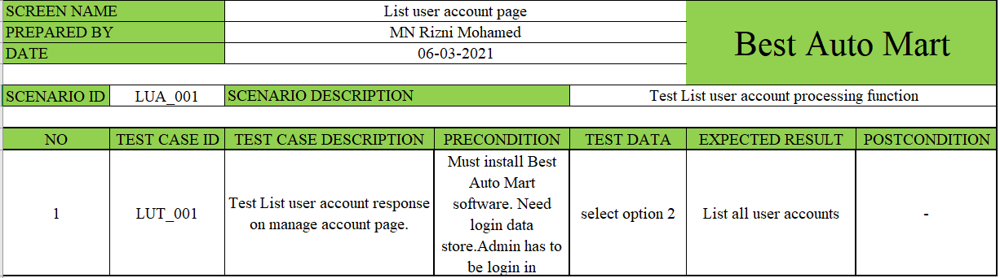 SCREEN NAME List user account page
PREPARED BY MN Rizni Mohamed
DATE 06-03-2021
Best Auto Mart
SCENARIO ID LUA_001 SCENARIO DESCRIPTION Test List user account processing function
NO TEST CASE ID TEST CASE DESCRIPTION PRECONDITION TEST DATA EXPECTED RESULT POSTCONDITION
1
LUT_001
Test List user account response
on manage account page.
Must install Best
Auto Mart
software. Need
login data
store.Admin has to
be login in
select option 2
List all user accounts
-